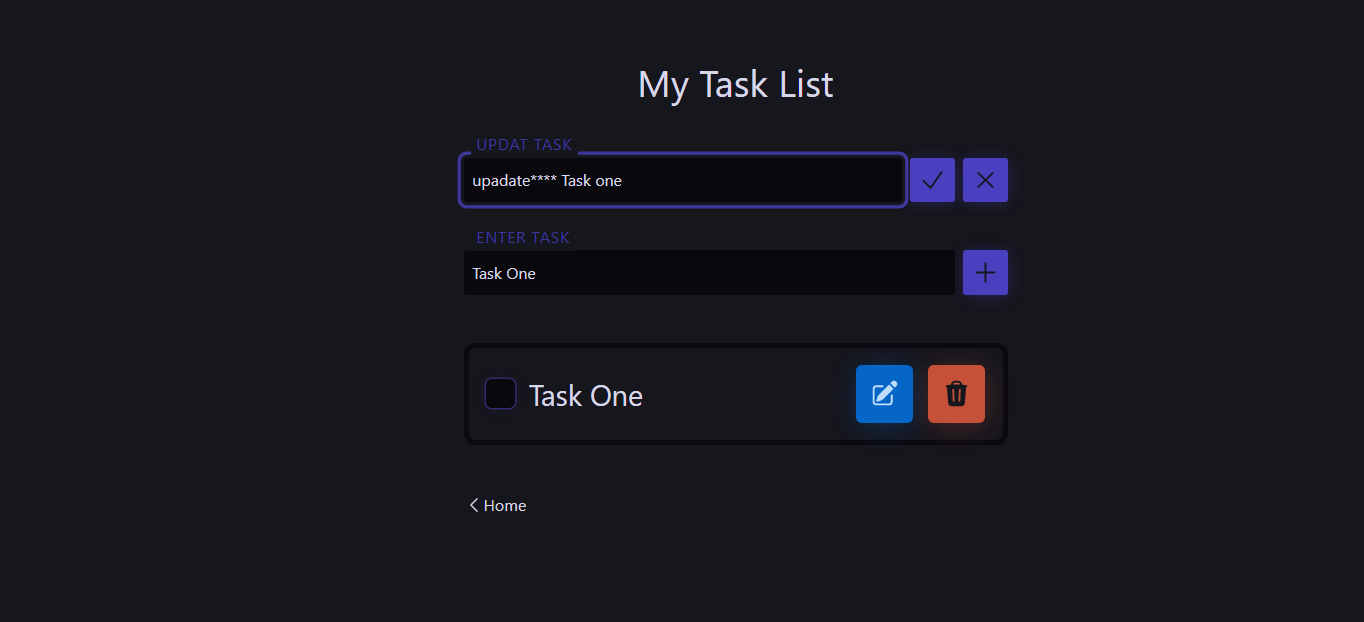 My Task List
UPDAT TASK
upadate**** Task one
ENTER TASK
Task One
Task One
Home